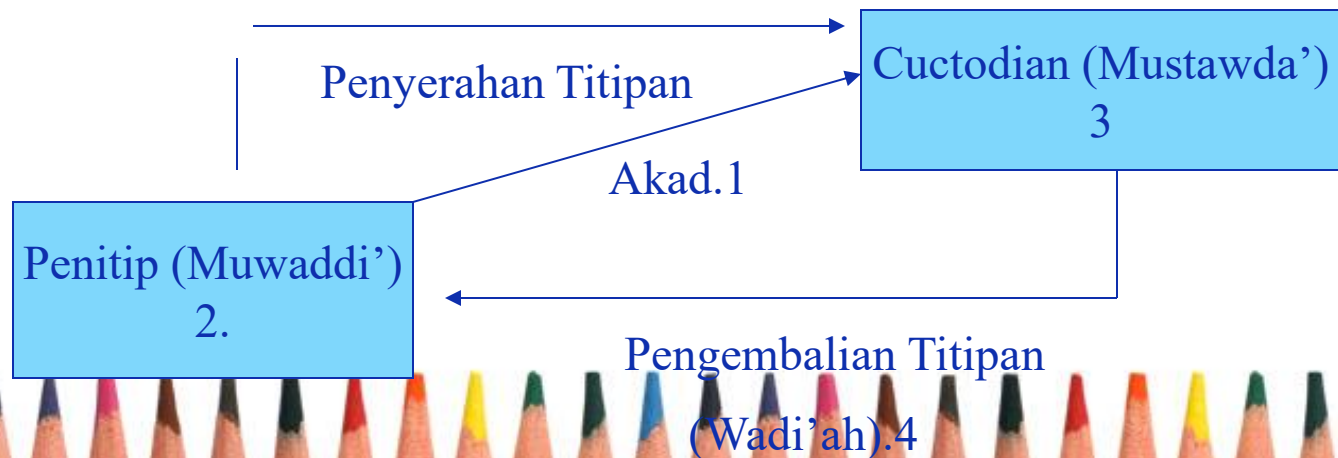 Penyerahan Titipan
Cuctodian (Mustawda’)
3
Akad.1
Penitip (Muwaddi’)
2.
Pengembalian Titipan
(Wadi’ah).4